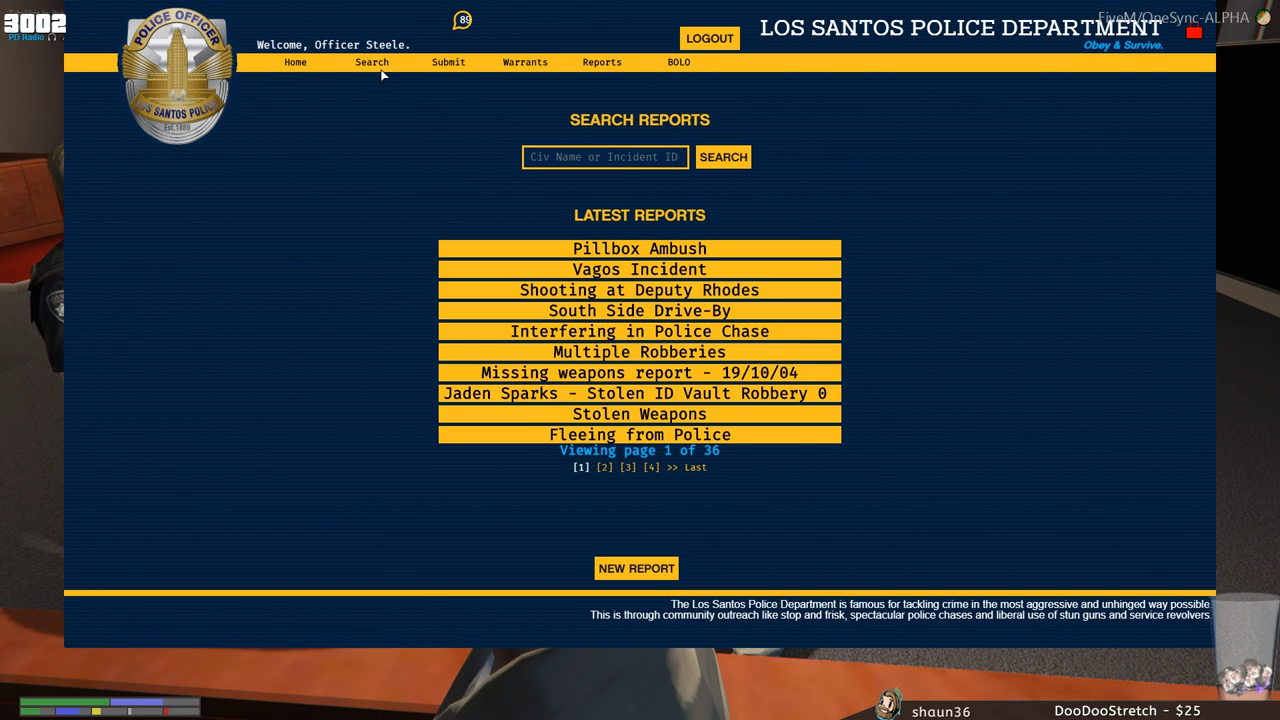 3002
PD Radio
POLICE OFFICER
LOS SANTOS POLICE
Est.1869
89
Welcome, Officer Steele.
LOGOUT
LOS SANTOS POLICE DEPARTMENT
FiveM/OneSync-ALPHA
Obey & Survive.
Home Search Submit Warrants Reports BOLO
SEARCH REPORTS
Civ Name or Incident ID SEARCH
LATEST REPORTS
Pillbox Ambush
Vagos Incident
Shooting at Deputy Rhodes
South Side Drive-By
Interfering in Police Chase
Multiple Robberies
Missing weapons report - 19/10/04
Jaden Sparks - Stolen ID Vault Robbery 0
Stolen Weapons
Fleeing from Police
Viewing page 1 of 36
[1] [2] [3] [4] >> Last
NEW REPORT
The Los Santos Police Department is famous for tackling crime in the most aggressive and unhinged way possible.
This is through community outreach like stop and frisk, spectacular police chases and liberal use of stun guns and service revolvers.
shaun36
DooDooStretch - $25